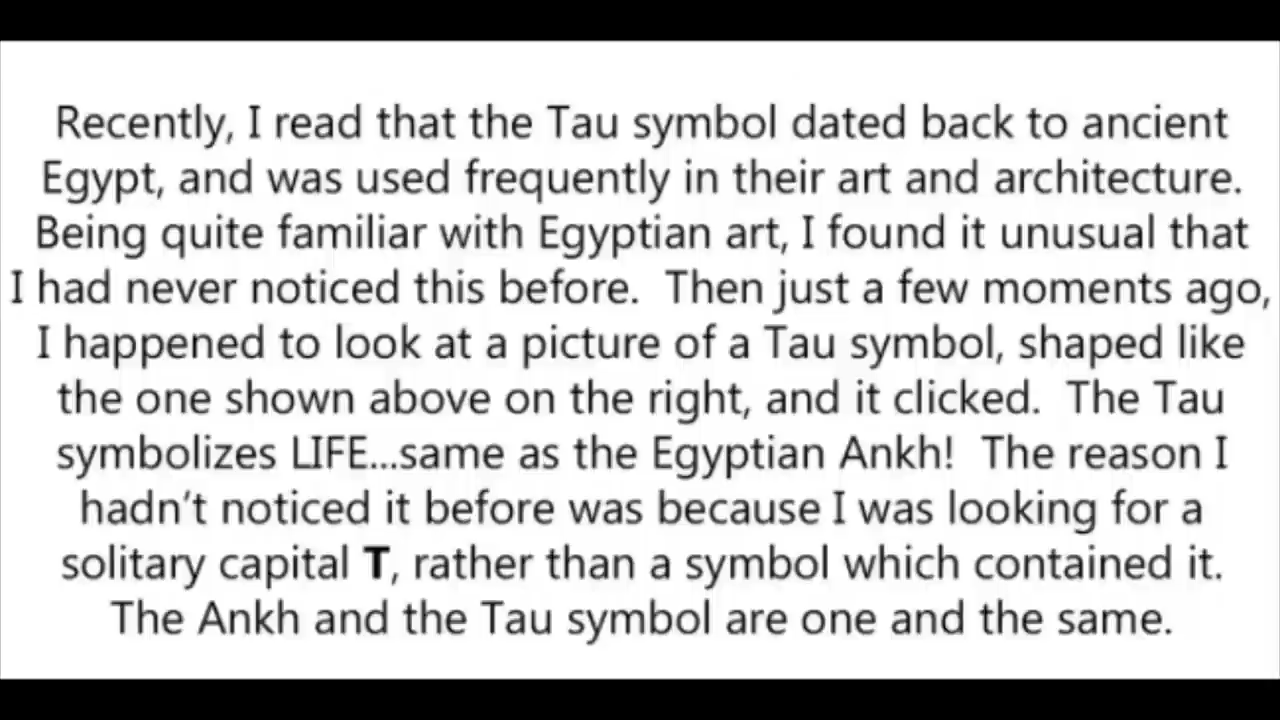 Recently, I read that the Tau symbol dated back to ancient
Egypt, and was used frequently in their art and architecture.
Being quite familiar with Egyptian art, I found it unusual that
I had never noticed this before.  Then just a few moments ago,
I happened to look at a picture of a Tau symbol, shaped like
the one shown above on the right, and it clicked.  The Tau
symbolizes LIFE...same as the Egyptian Ankh!  The reason I
hadn't noticed it before was because I was looking for a
solitary capital T, rather than a symbol which contained it.
The Ankh and the Tau symbol are one and the same.